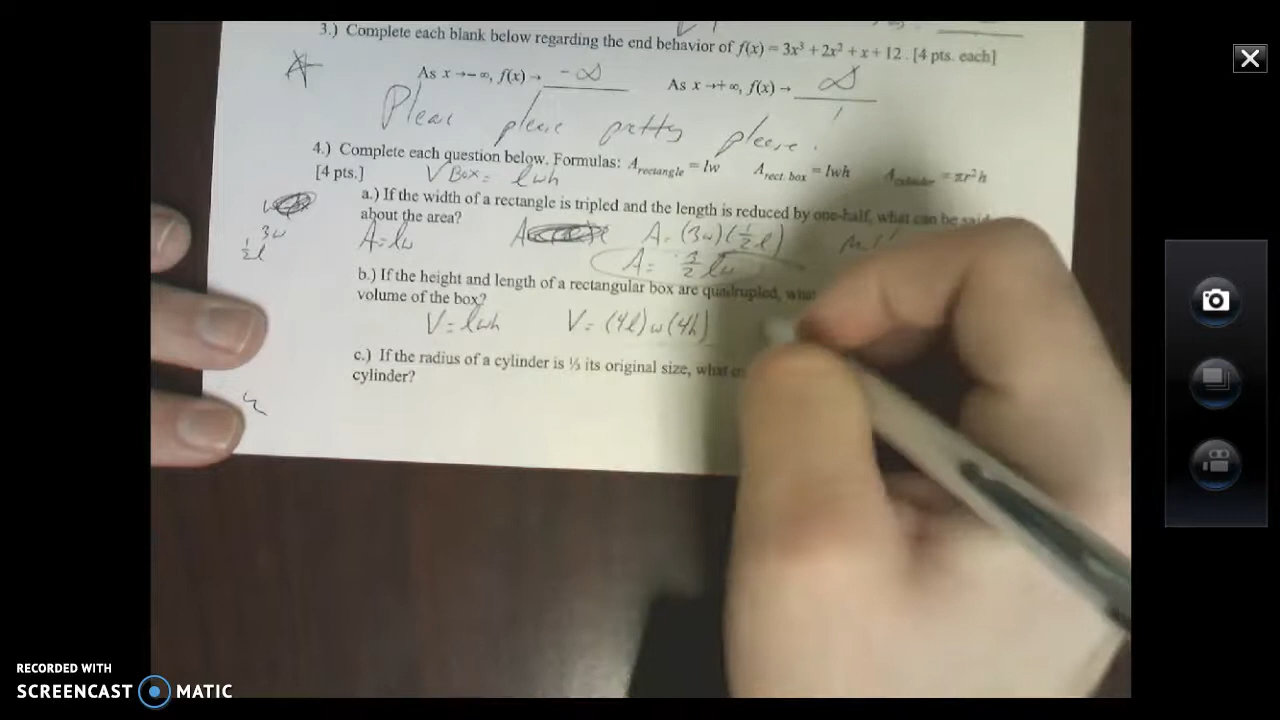 3.) Complete each blank below regarding the end behavior of f(x) = 3x³ + 2x² + x + 12. [4 pts. each]
A+
As x→−∞, f(x)→ -∞ As x→+∞, f(x)→ ∞
please pretty please!
4.) Complete each question below. Formulas: A_rectangle = lw A_rect. box = lwh A_cylinder = πr²h
[4 pts.] V Box = lwh
a.) If the width of a rectangle is tripled and the length is reduced by one-half, what can be said
about the area?
3w
½l
A = lw A = (3w)(½l)
A = 3/2 lw
b.) If the height and length of a rectangular box are quadrupled, what
volume of the box?
V = lwh V = (4l)w(4h)
c.) If the radius of a cylinder is ⅓ its original size, what
cylinder?
RECORDED WITH
SCREENCAST MATIC